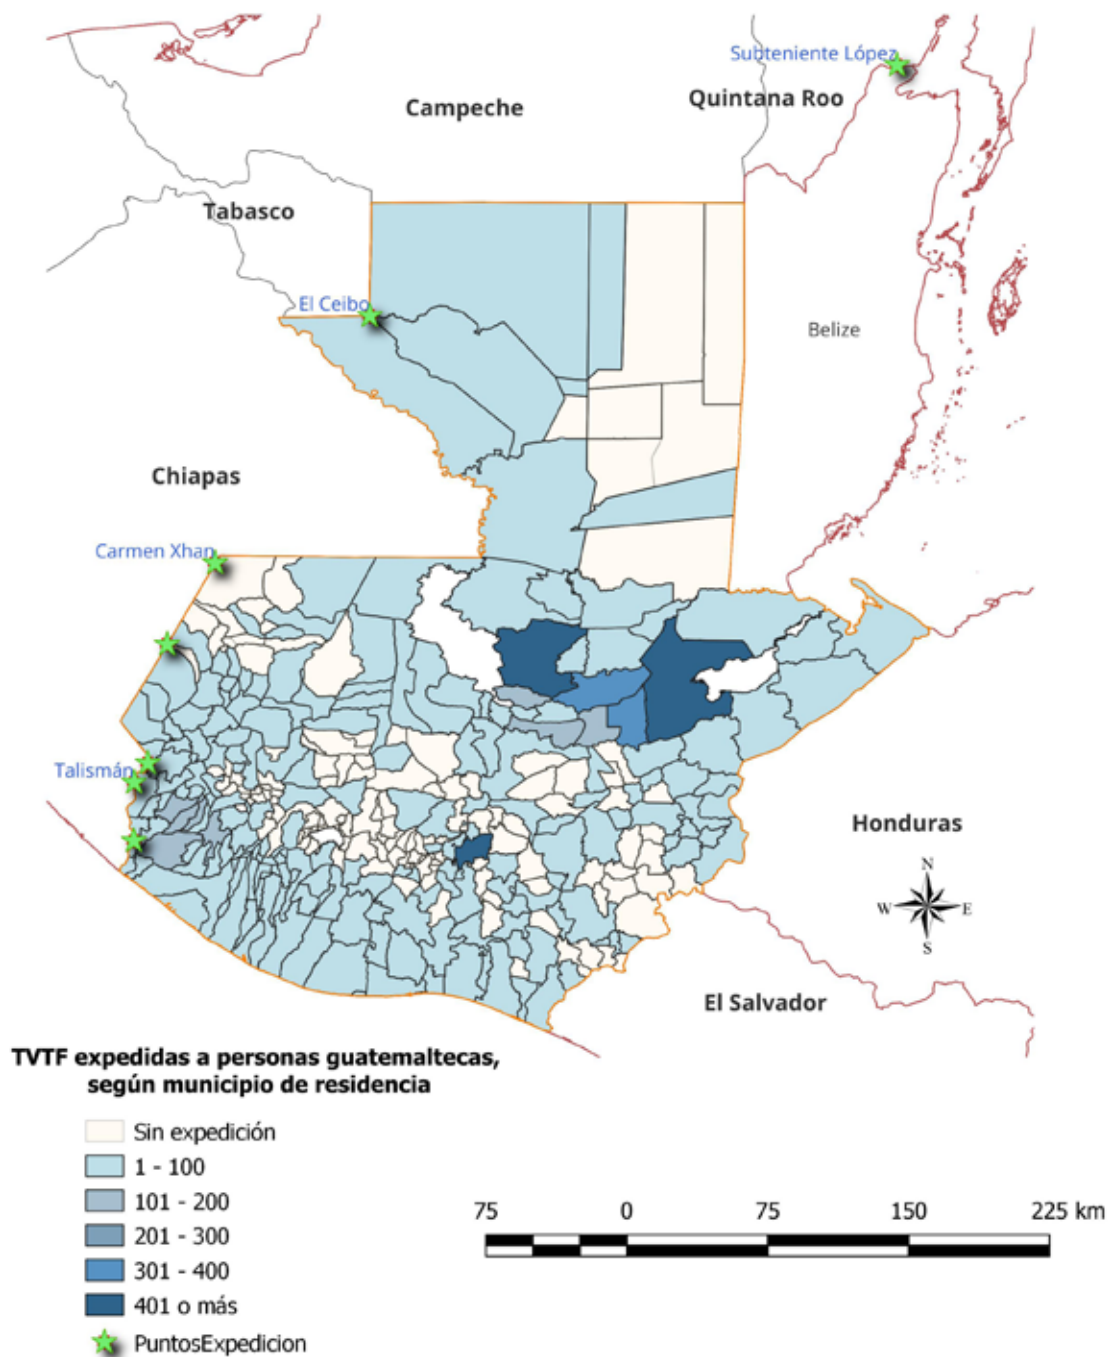 Subteniente López
Campeche
Quintana Roo
Tabasco
El Ceibo
Belize
Chiapas
Carmen Xhan
Talismán
Honduras
N
W E
S
El Salvador
TVTF expedidas a personas guatemaltecas,
según municipio de residencia
Sin expedición
1 - 100
101 - 200
201 - 300
301 - 400
401 o más
PuntosExpedicion
75 0 75 150 225 km